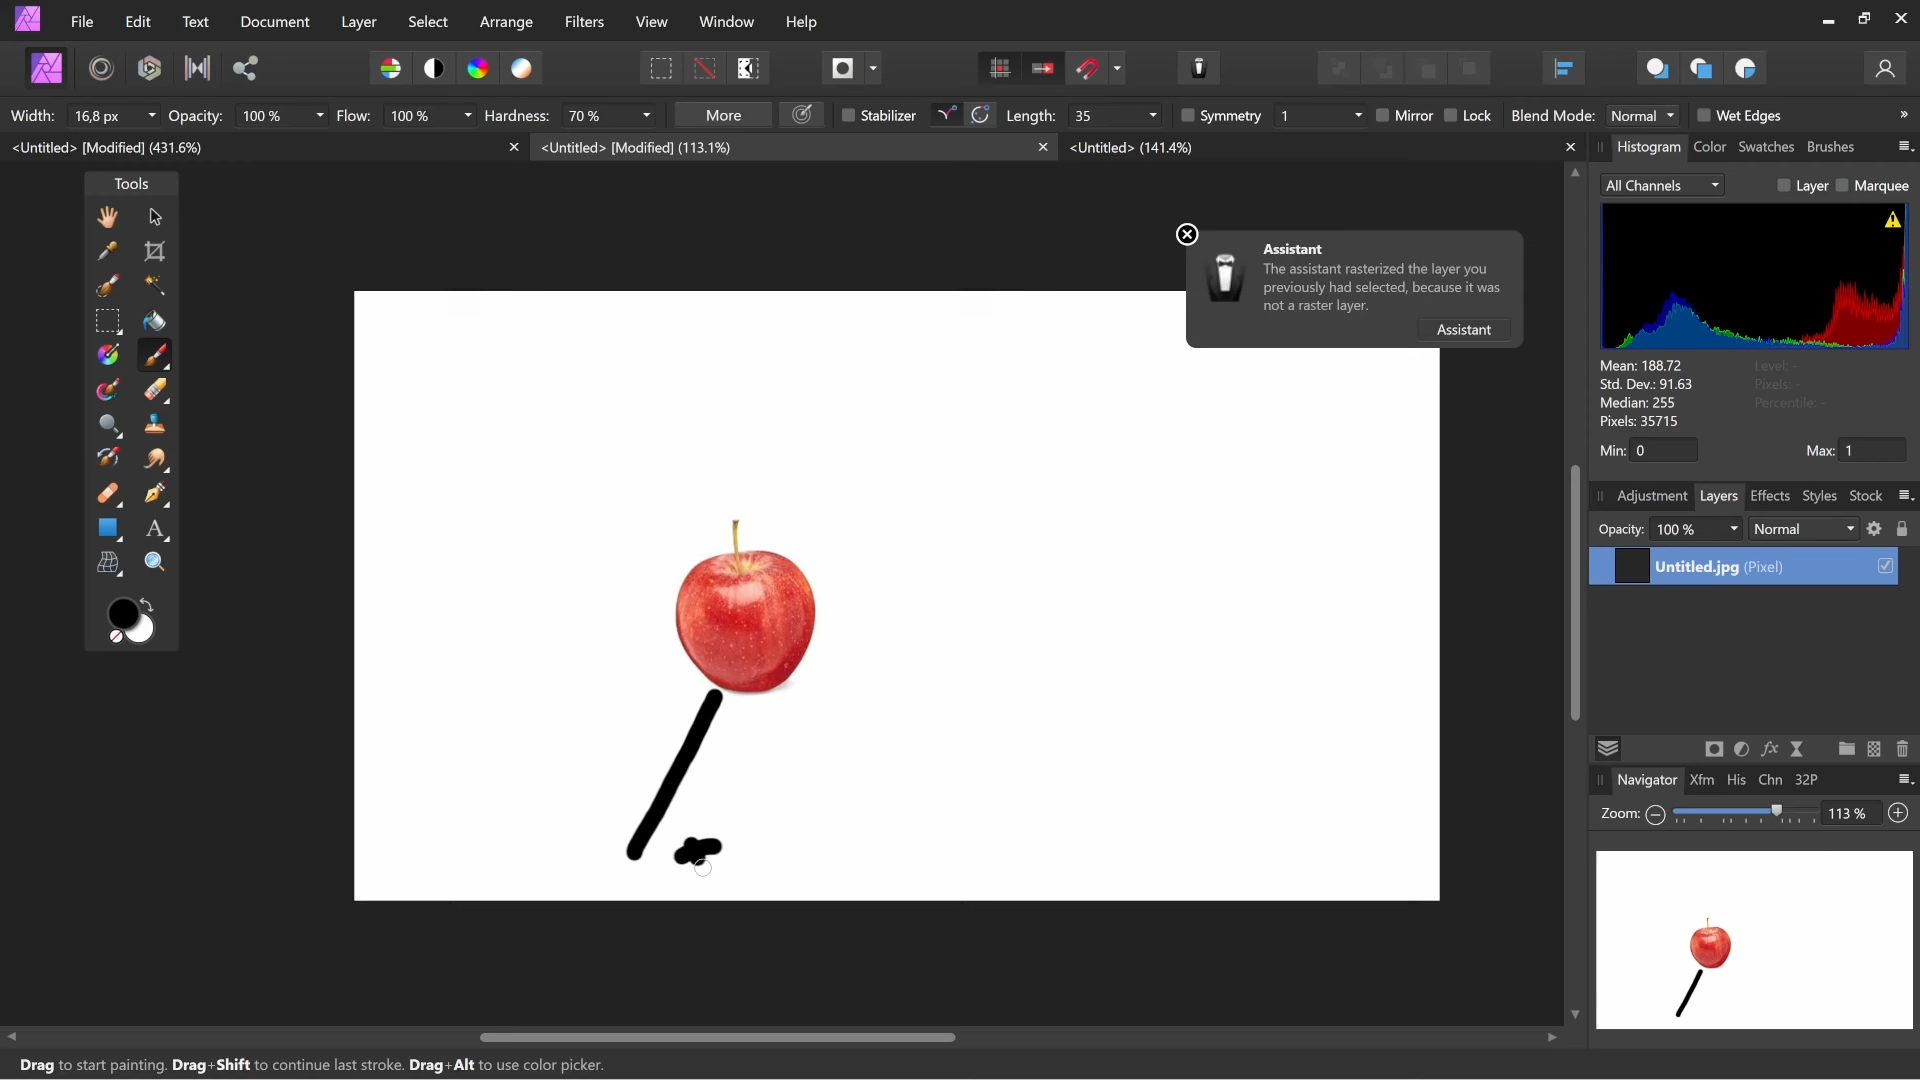 File Edit Text Document Layer Select Arrange Filters View Window Help
Width: 16,8 px Opacity: 100 % Flow: 100 % Hardness: 70 % More Stabilizer Length: 35 Symmetry 1 Mirror Lock Blend Mode: Normal Wet Edges »
<Untitled> [Modified] (431.6%) <Untitled> [Modified] (113.1%) <Untitled> (141.4%)
Histogram Color Swatches Brushes
Tools
All Channels Layer Marquee
Assistant
The assistant rasterized the layer you
previously had selected, because it was
not a raster layer.
Assistant
Mean: 188.72 Level: -
Std. Dev.: 91.63 Pixels: -
Median: 255 Percentile: -
Pixels: 35715
Min: 0 Max: 1
Adjustment Layers Effects Styles Stock
Opacity: 100 % Normal
Untitled.jpg (Pixel)
fx
Navigator Xfm His Chn 32P
Zoom: 113 %
Drag to start painting. Drag+Shift to continue last stroke. Drag+Alt to use color picker.